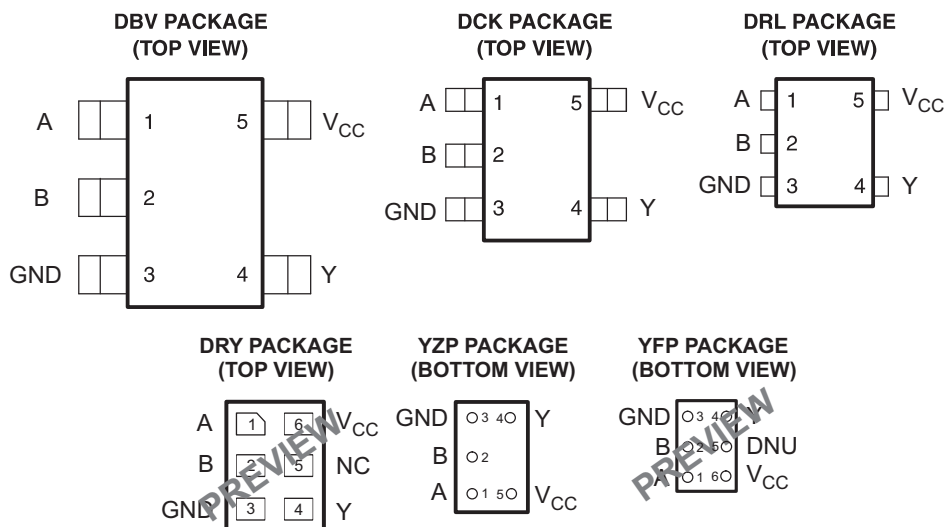 DBV PACKAGE
(TOP VIEW)
A 1 5 VCC
B 2
GND 3 4 Y
DCK PACKAGE
(TOP VIEW)
A 1 5 VCC
B 2
GND 3 4 Y
DRL PACKAGE
(TOP VIEW)
A 1 5 VCC
B 2
GND 3 4 Y
DRY PACKAGE
(TOP VIEW)
A 1 6 VCC
B 2 5 NC
GND 3 4 Y
PREVIEW
YZP PACKAGE
(BOTTOM VIEW)
GND 3 4 Y
B 2
A 1 5 VCC
YFP PACKAGE
(BOTTOM VIEW)
GND 3 4 Y
B 2 5 DNU
A 1 6 VCC
PREVIEW